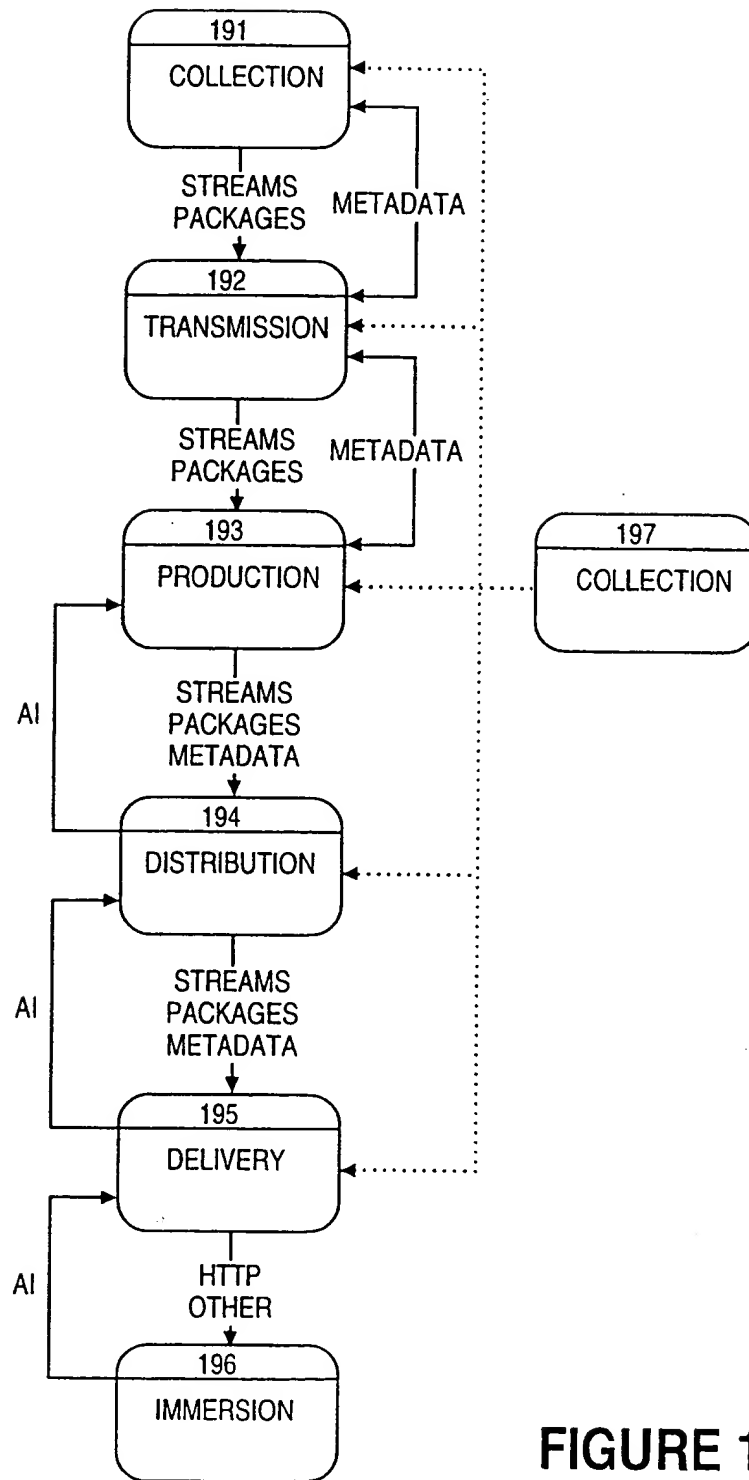 191
COLLECTION
STREAMS
PACKAGES
METADATA
192
TRANSMISSION
STREAMS
PACKAGES
METADATA
193
PRODUCTION
197
COLLECTION
AI
STREAMS
PACKAGES
METADATA
194
DISTRIBUTION
AI
STREAMS
PACKAGES
METADATA
195
DELIVERY
AI
HTTP
OTHER
196
IMMERSION
FIGURE 1